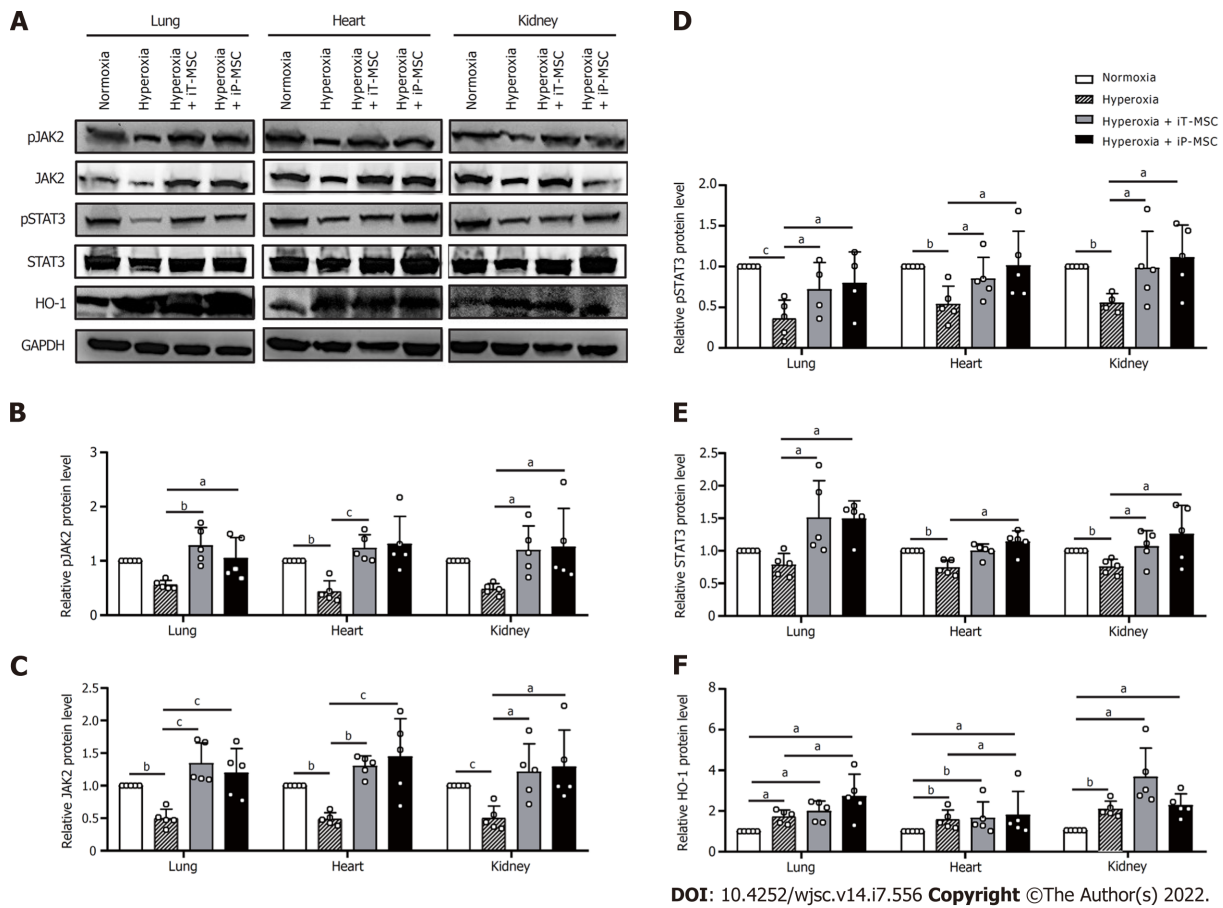 A
Lung Heart Kidney
Normoxia
Hyperoxia
Hyperoxia
+ iT-MSC
Hyperoxia
+ iP-MSC
Normoxia
Hyperoxia
Hyperoxia
+ iT-MSC
Hyperoxia
+ iP-MSC
Normoxia
Hyperoxia
Hyperoxia
+ iT-MSC
Hyperoxia
+ iP-MSC
pJAK2
JAK2
pSTAT3
STAT3
HO-1
GAPDH
B
Relative pJAK2 protein level
3
2
1
0
b
a
b
c
a
a
Lung Heart Kidney
C
Relative JAK2 protein level
2.5
2.0
1.5
1.0
0.5
0
b
c
c
b
b
c
c
a
a
Lung Heart Kidney
D
Normoxia
Hyperoxia
Hyperoxia + iT-MSC
Hyperoxia + iP-MSC
Relative pSTAT3 protein level
2.0
1.5
1.0
0.5
0
c
a
a
b
a
a
b
a
a
Lung Heart Kidney
E
Relative STAT3 protein level
2.5
2.0
1.5
1.0
0.5
0
a
a
b
a
b
a
a
Lung Heart Kidney
F
Relative HO-1 protein level
8
6
4
2
0
a
a
a
a
b
b
a
a
b
a
a
Lung Heart Kidney
DOI: 10.4252/wjsc.v14.i7.556 Copyright ©The Author(s) 2022.